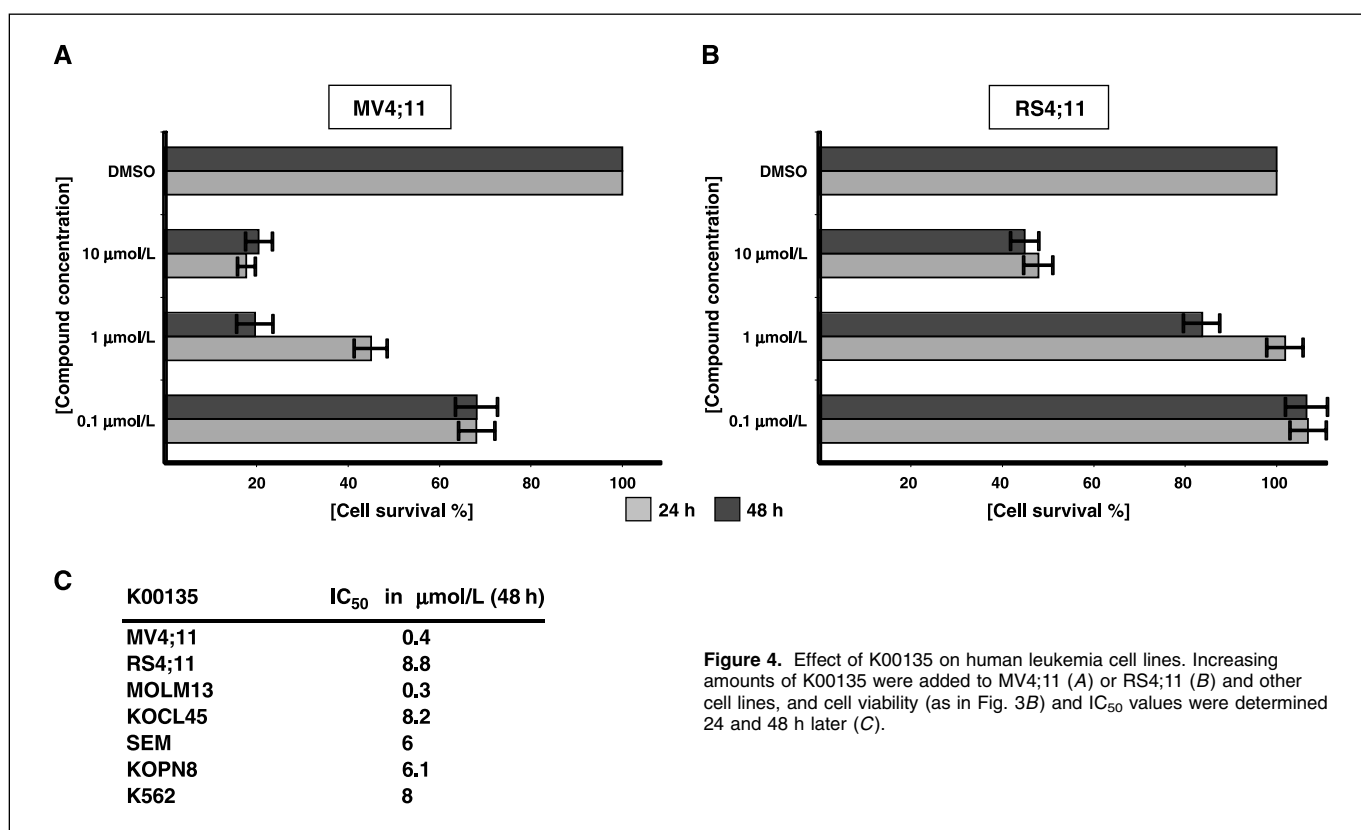 A
MV4;11
[Compound concentration]
DMSO
10 μmol/L
1 μmol/L
0.1 μmol/L
20 40 60 80 100
[Cell survival %]
B
RS4;11
[Compound concentration]
DMSO
10 μmol/L
1 μmol/L
0.1 μmol/L
20 40 60 80 100
[Cell survival %]
24 h 48 h
C
K00135 IC50 in μmol/L (48 h)
MV4;11 0.4
RS4;11 8.8
MOLM13 0.3
KOCL45 8.2
SEM 6
KOPN8 6.1
K562 8
Figure 4. Effect of K00135 on human leukemia cell lines. Increasing
amounts of K00135 were added to MV4;11 (A) or RS4;11 (B) and other
cell lines, and cell viability (as in Fig. 3B) and IC50 values were determined
24 and 48 h later (C).